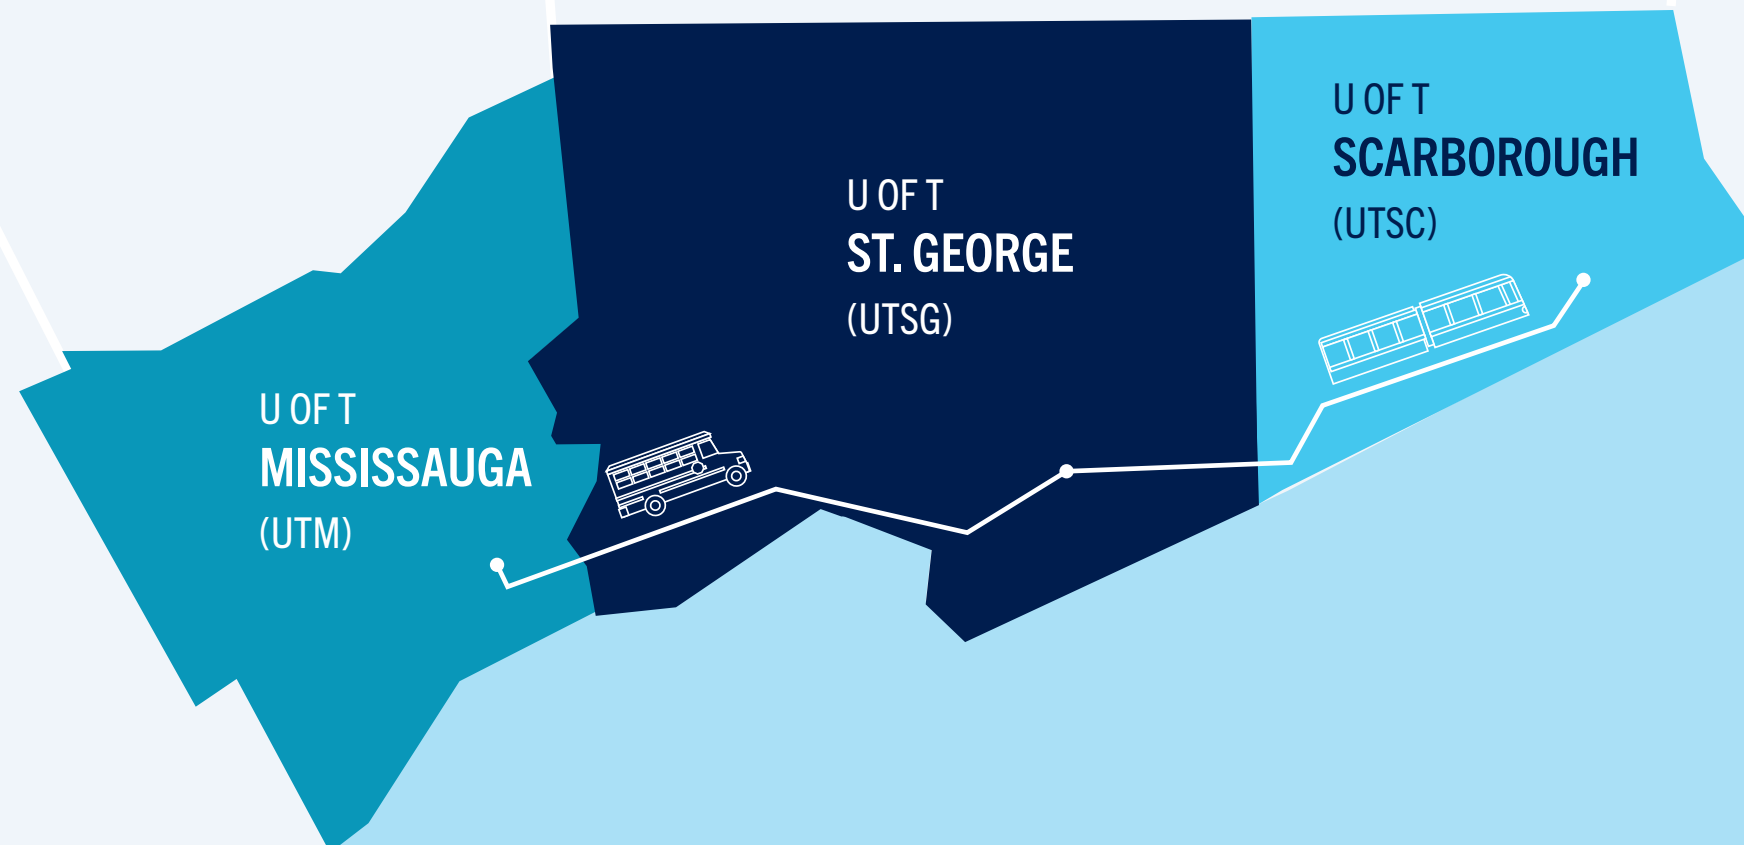 U OF T
MISSISSAUGA
(UTM)
U OF T
ST. GEORGE
(UTSG)
U OF T
SCARBOROUGH
(UTSC)